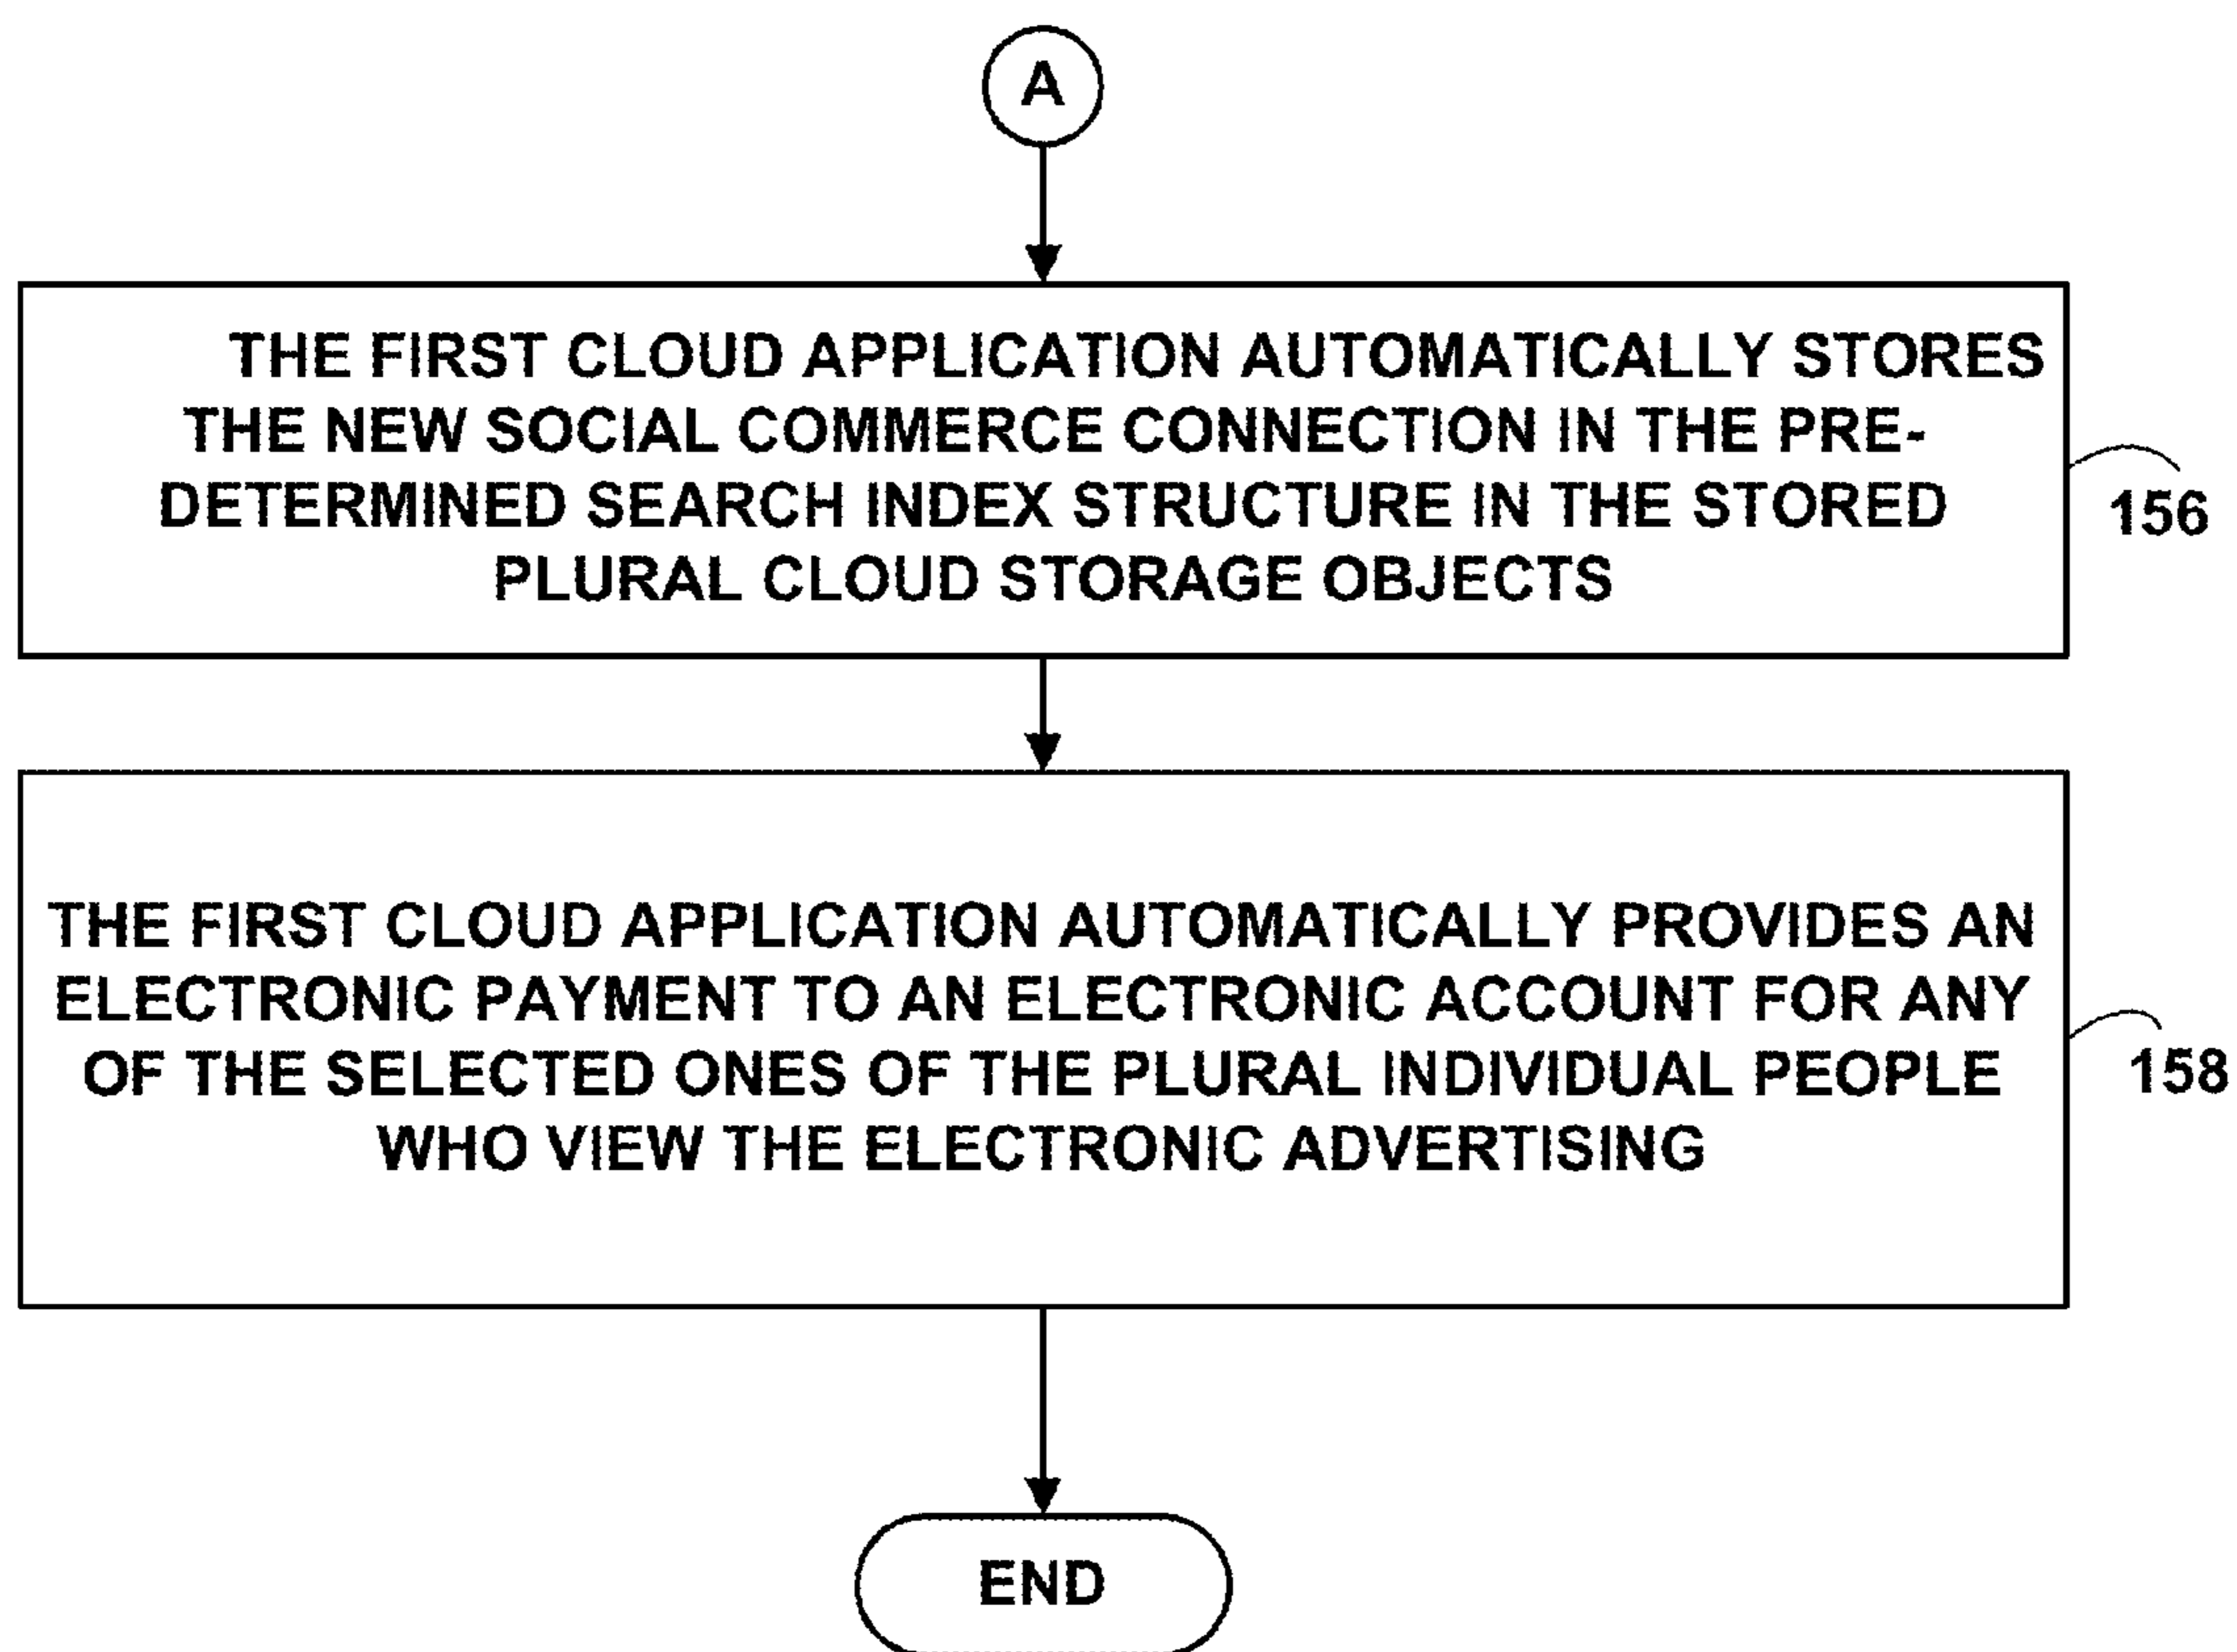 A
THE FIRST CLOUD APPLICATION AUTOMATICALLY STORES
THE NEW SOCIAL COMMERCE CONNECTION IN THE PRE-
DETERMINED SEARCH INDEX STRUCTURE IN THE STORED
PLURAL CLOUD STORAGE OBJECTS
156
THE FIRST CLOUD APPLICATION AUTOMATICALLY PROVIDES AN
ELECTRONIC PAYMENT TO AN ELECTRONIC ACCOUNT FOR ANY
OF THE SELECTED ONES OF THE PLURAL INDIVIDUAL PEOPLE
WHO VIEW THE ELECTRONIC ADVERTISING
158
END